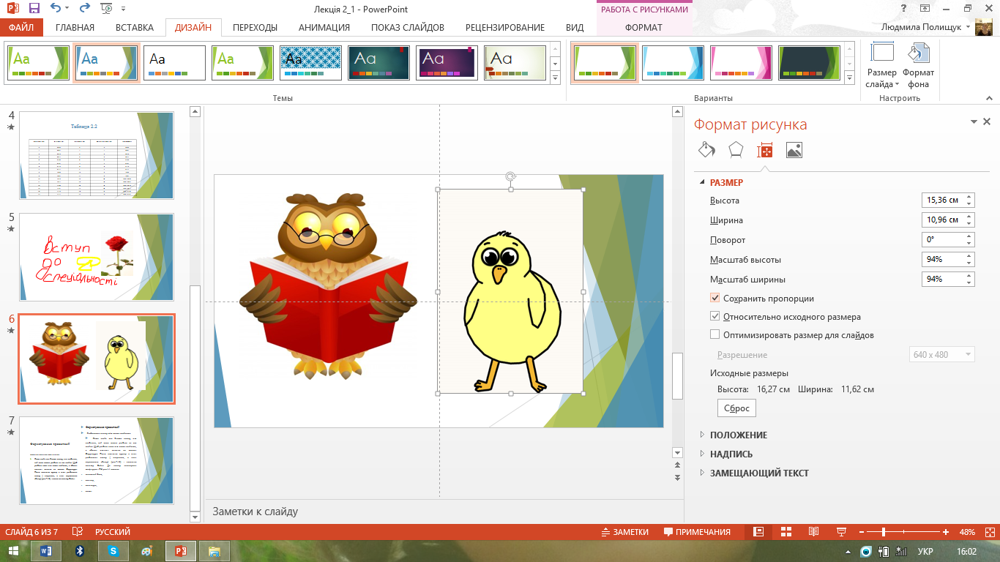 Лекція 2_1 - PowerPoint
РАБОТА С РИСУНКАМИ
?
ФАЙЛ ГЛАВНАЯ ВСТАВКА ДИЗАЙН ПЕРЕХОДЫ АНИМАЦИЯ ПОКАЗ СЛАЙДОВ РЕЦЕНЗИРОВАНИЕ ВИД ФОРМАТ
Людмила Полищук
Aa Aa Aa Aa Aa Aa Aa Aa
Размер слайда
Формат фона
Темы
Варианты
Настроить
4
Таблиця 2.2
5
Вступ
До
Спеціальності
6
7
Заметки к слайду
Формат рисунка
РАЗМЕР
Высота 15,36 см
Ширина 10,96 см
Поворот 0°
Масштаб высоты 94%
Масштаб ширины 94%
Сохранить пропорции
Относительно исходного размера
Оптимизировать размер для слайдов
Разрешение 640 x 480
Исходные размеры
Высота: 16,27 см Ширина: 11,62 см
Сброс
ПОЛОЖЕНИЕ
НАДПИСЬ
ЗАМЕЩАЮЩИЙ ТЕКСТ
СЛАЙД 6 ИЗ 7 РУССКИЙ ЗАМЕТКИ ПРИМЕЧАНИЯ 48%
УКР 16:02